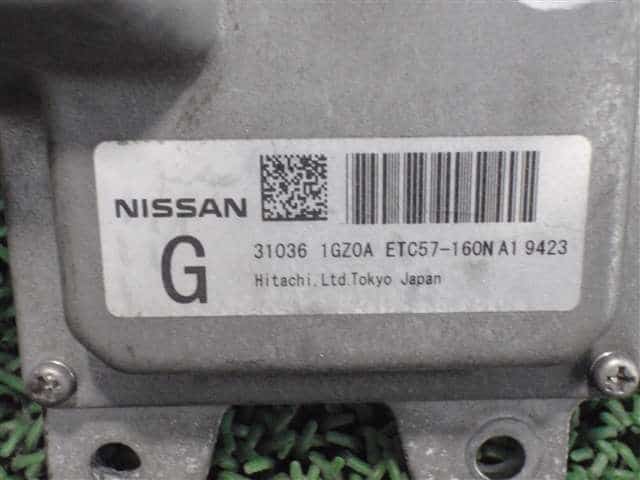 NISSAN
G
31036 1GZ0A ETC57-160N A1 9423
Hitachi,Ltd.Tokyo Japan